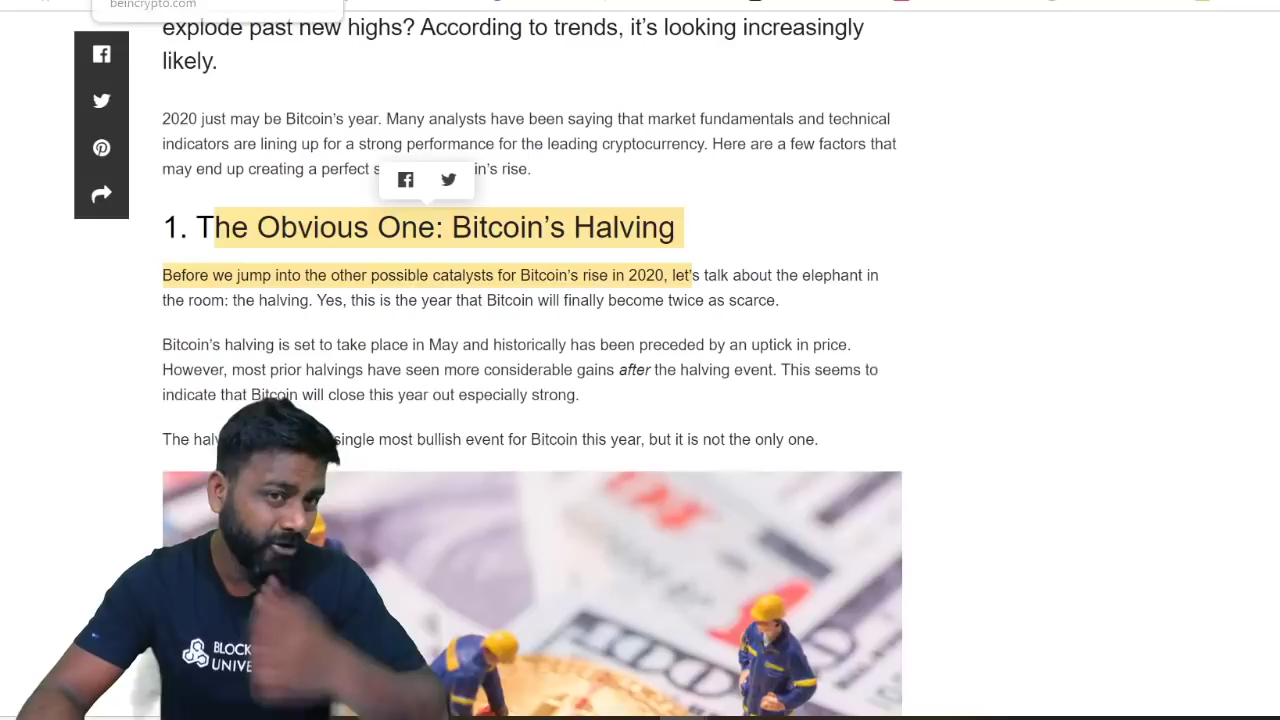 beincrypto.com
explode past new highs? According to trends, it’s looking increasingly
likely.
2020 just may be Bitcoin’s year. Many analysts have been saying that market fundamentals and technical
indicators are lining up for a strong performance for the leading cryptocurrency. Here are a few factors that
may end up creating a perfect s in’s rise.
1. The Obvious One: Bitcoin’s Halving
Before we jump into the other possible catalysts for Bitcoin’s rise in 2020, let’s talk about the elephant in
the room: the halving. Yes, this is the year that Bitcoin will finally become twice as scarce.
Bitcoin’s halving is set to take place in May and historically has been preceded by an uptick in price.
However, most prior halvings have seen more considerable gains after the halving event. This seems to
indicate that Bitcoin will close this year out especially strong.
The hal single most bullish event for Bitcoin this year, but it is not the only one.
BLOCK
UNIVE